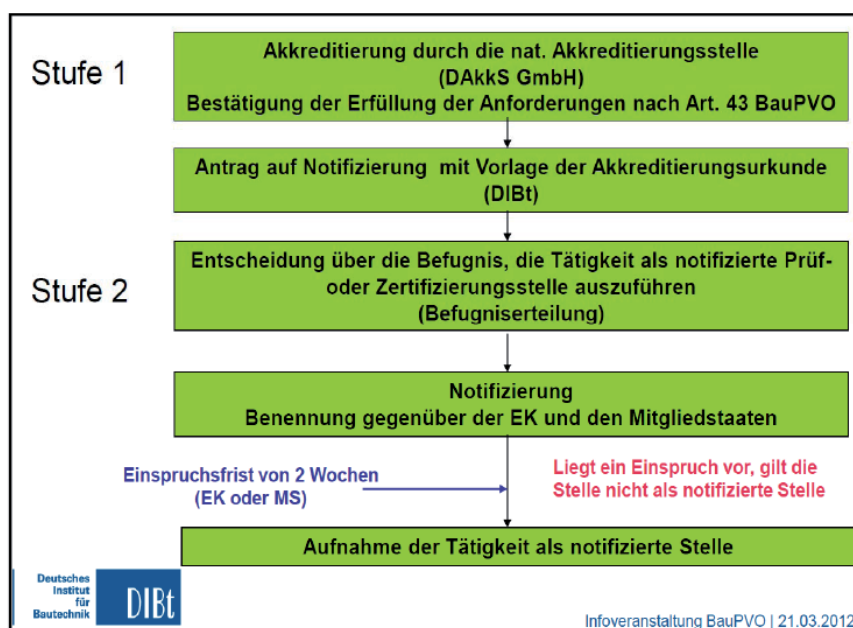 Stufe 1
Akkreditierung durch die nat. Akkreditierungsstelle
(DAkkS GmbH)
Bestätigung der Erfüllung der Anforderungen nach Art. 43 BauPVO
Antrag auf Notifizierung mit Vorlage der Akkreditierungsurkunde
(DIBt)
Stufe 2
Entscheidung über die Befugnis, die Tätigkeit als notifizierte Prüf-
oder Zertifizierungsstelle auszuführen
(Befugniserteilung)
Notifizierung
Benennung gegenüber der EK und den Mitgliedstaaten
Einspruchsfrist von 2 Wochen
(EK oder MS)
Liegt ein Einspruch vor, gilt die
Stelle nicht als notifizierte Stelle
Aufnahme der Tätigkeit als notifizierte Stelle
Deutsches
Institut
für
Bautechnik
DIBt
Infoveranstaltung BauPVO | 21.03.2012